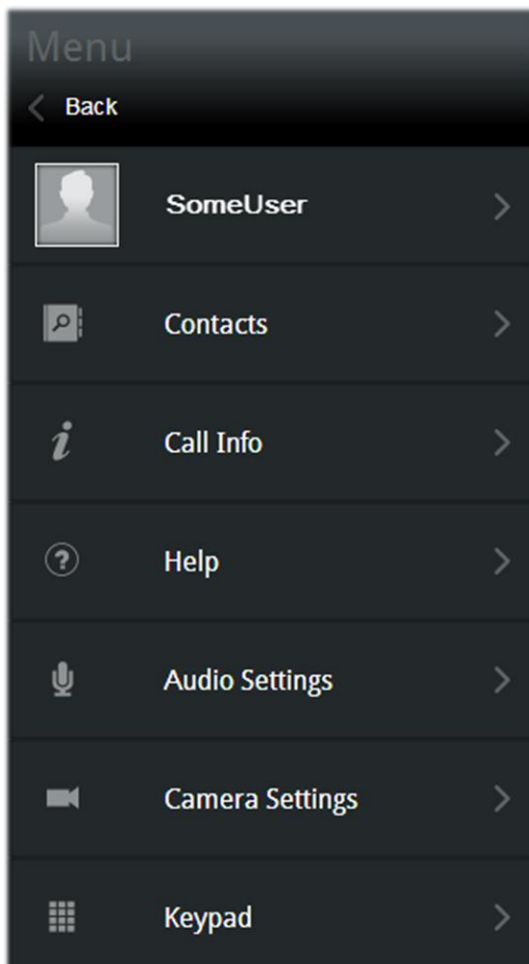 Menu
Back
SomeUser
Contacts
Call Info
Help
Audio Settings
Camera Settings
Keypad